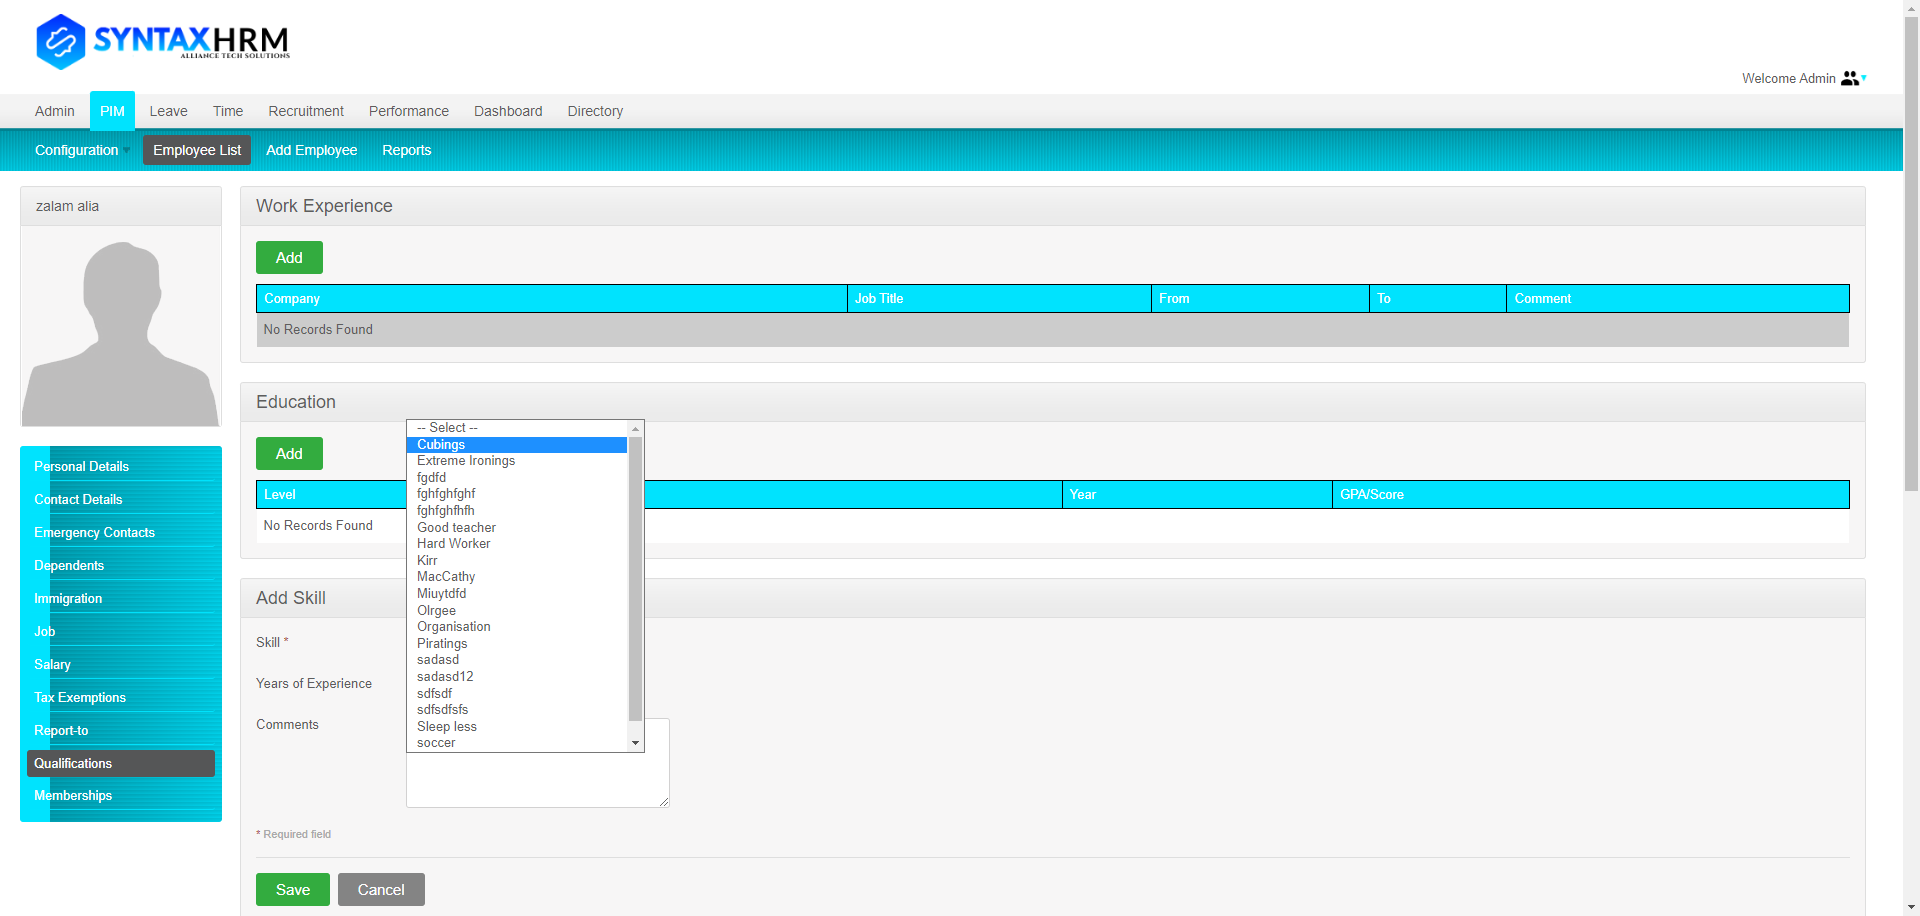 SYNTAXHRM
ALLIANCE TECH SOLUTIONS
Welcome Admin
Admin PIM Leave Time Recruitment Performance Dashboard Directory
Configuration Employee List Add Employee Reports
zalam alia
Personal Details
Contact Details
Emergency Contacts
Dependents
Immigration
Job
Salary
Tax Exemptions
Report-to
Qualifications
Memberships
Work Experience
Add
Company Job Title From To Comment
No Records Found
Education
Add
Level Year GPA/Score
No Records Found
Add Skill
Skill *
Years of Experience
Comments
-- Select --
Cubings
Extreme Ironings
fgdfd
fghfghfghf
fghfghfhfh
Good teacher
Hard Worker
Kirr
MacCathy
Miuytdfd
Olrgee
Organisation
Piratings
sadasd
sadasd12
sdfsdf
sdfsdfsfs
Sleep less
soccer
* Required field
Save Cancel